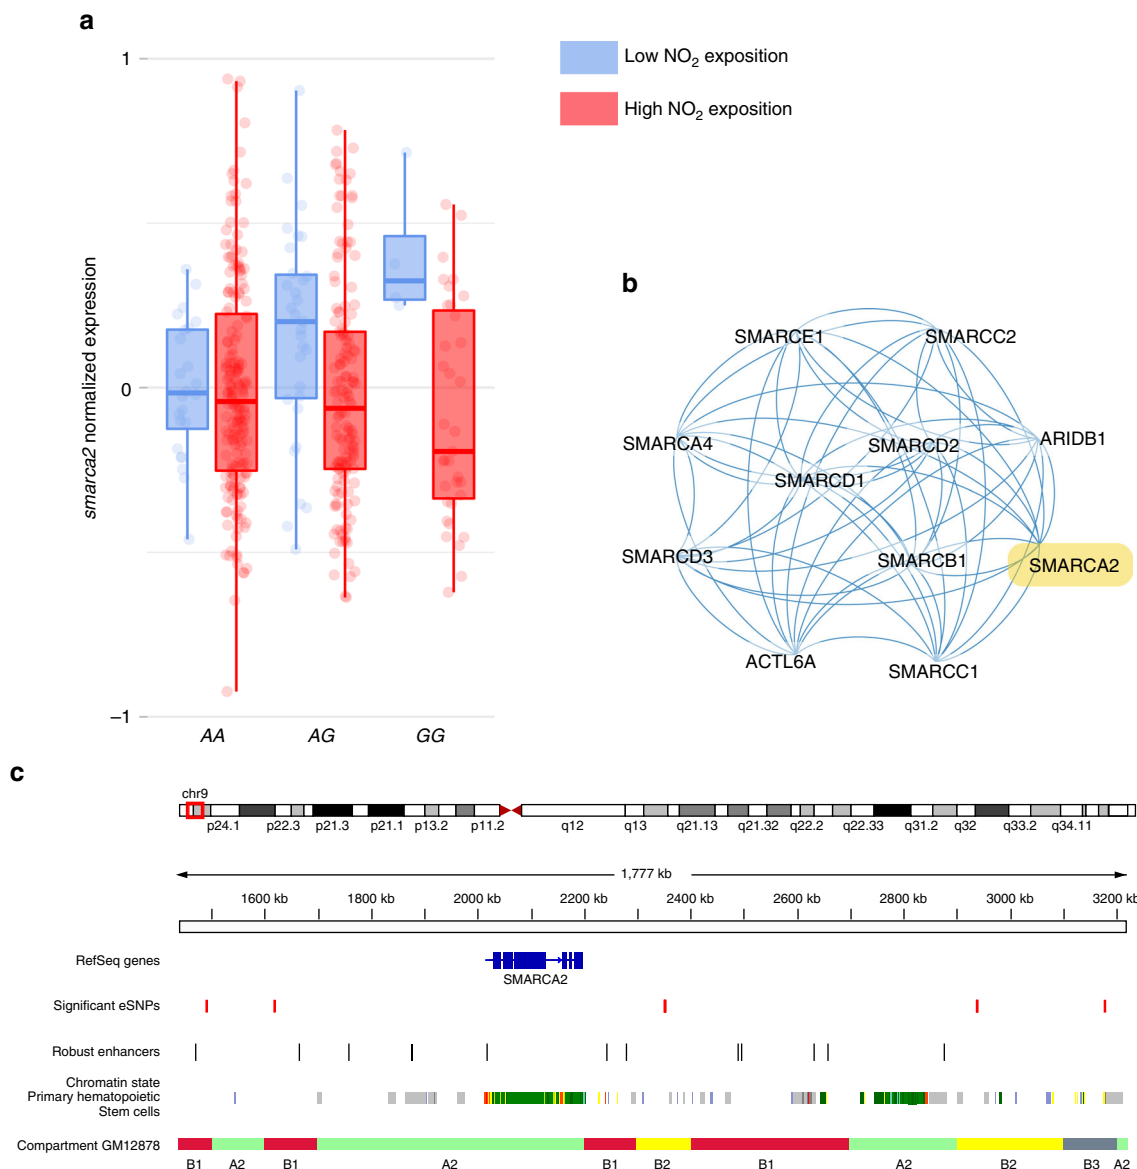 a
1
0
–1
smarca2 normalized expression
AA AG GG
Low NO2 exposition
High NO2 exposition
b
SMARCE1 SMARCC2
SMARCA4 SMARCD2 ARIDB1
SMARCD1
SMARCD3 SMARCB1 SMARCA2
ACTL6A SMARCC1
c
chr9
p24.1 p22.3 p21.3 p21.1 p13.2 p11.2 q12 q13 q21.13 q21.32 q22.2 q22.33 q31.2 q32 q33.2 q34.11
1,777 kb
1600 kb 1800 kb 2000 kb 2200 kb 2400 kb 2600 kb 2800 kb 3000 kb 3200 kb
RefSeq genes
SMARCA2
Significant eSNPs
Robust enhancers
Chromatin state
Primary hematopoietic
Stem cells
Compartment GM12878
B1 A2 B1 A2 B1 B2 B1 A2 B2 B3 A2